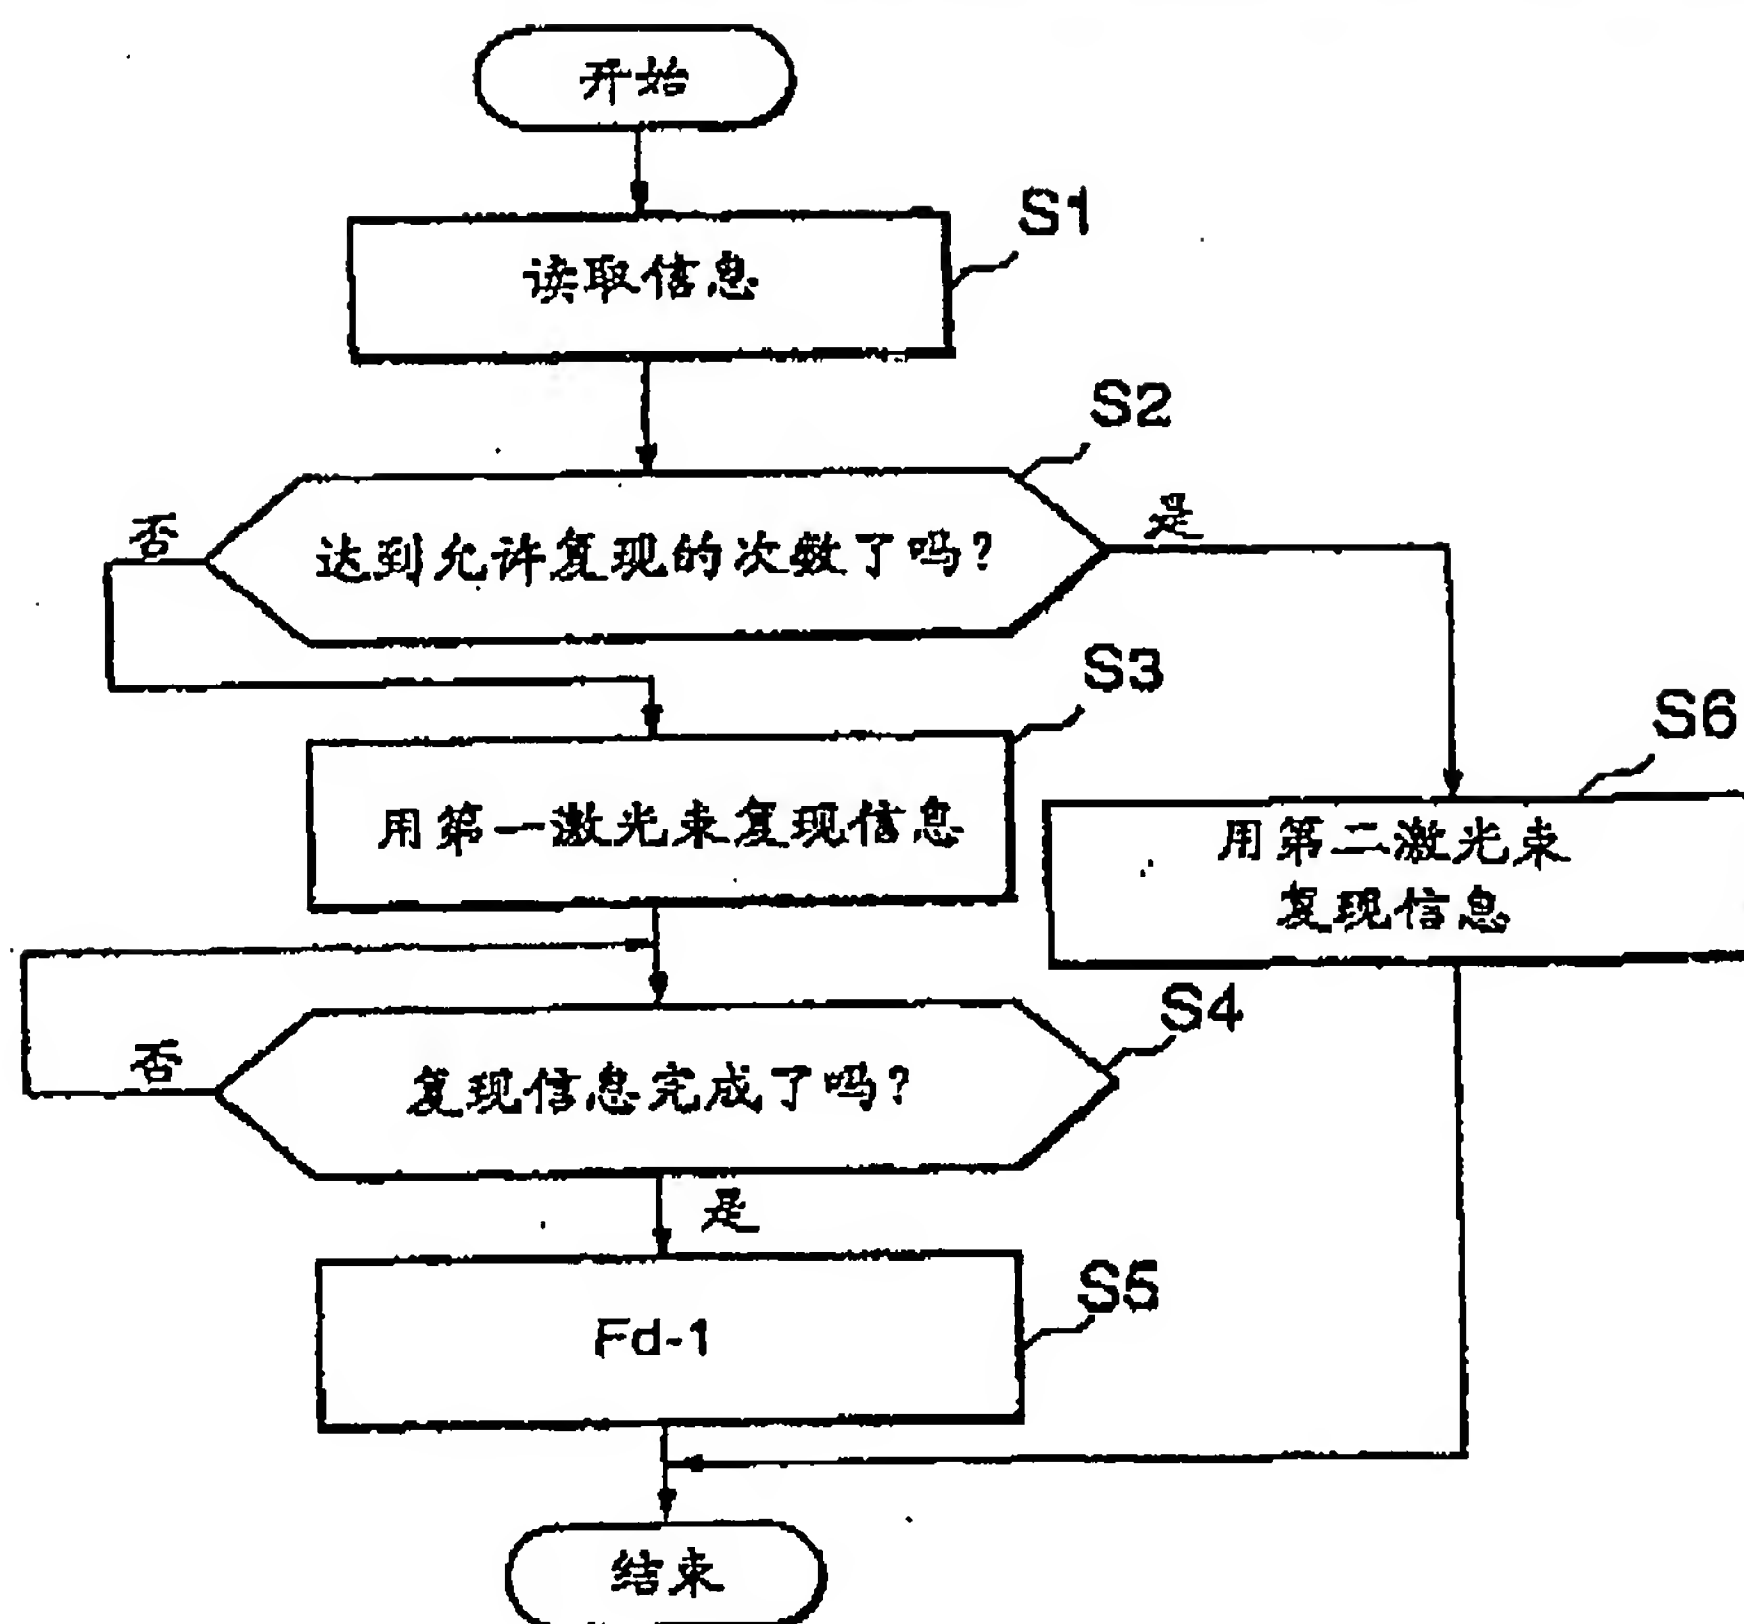 开始
S1
读取信息
S2
否
是
达到允许复现的次数了吗?
S3
S6
用第一激光束复现信息
用第二激光束
复现信息
S4
否
复现信息完成了吗?
是
S5
Fd-1
结束